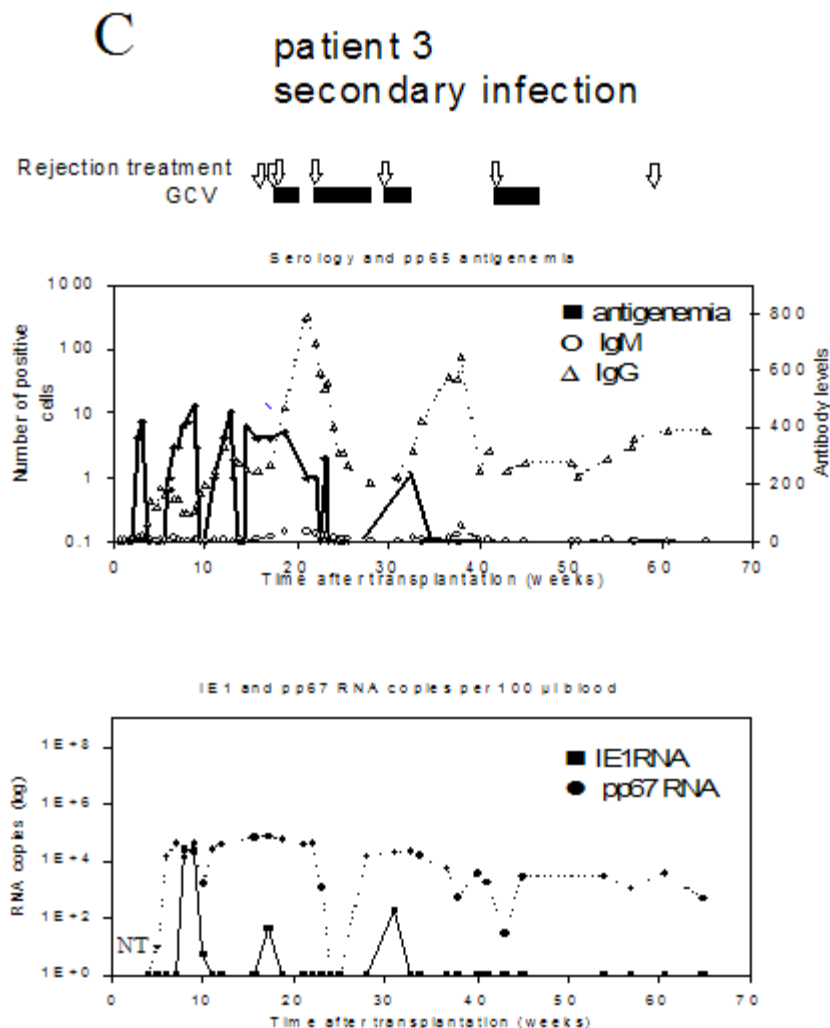 C
patient 3
secondary infection
Rejection treatment
GCV
Serology and pp65 antigenemia
1000
100
10
1
0.1
Number of positive
cells
antigenemia
IgM
IgG
800
600
400
200
0
Antibody levels
0 10 20 30 40 50 60 70
Time after transplantation (weeks)
IE1 and pp67 RNA copies per 100 µl blood
1E+8
1E+6
1E+4
1E+2
1E+0
RNA copies (log)
NT
IE1RNA
pp67 RNA
0 10 20 30 40 50 60 70
Time after transplantation (weeks)